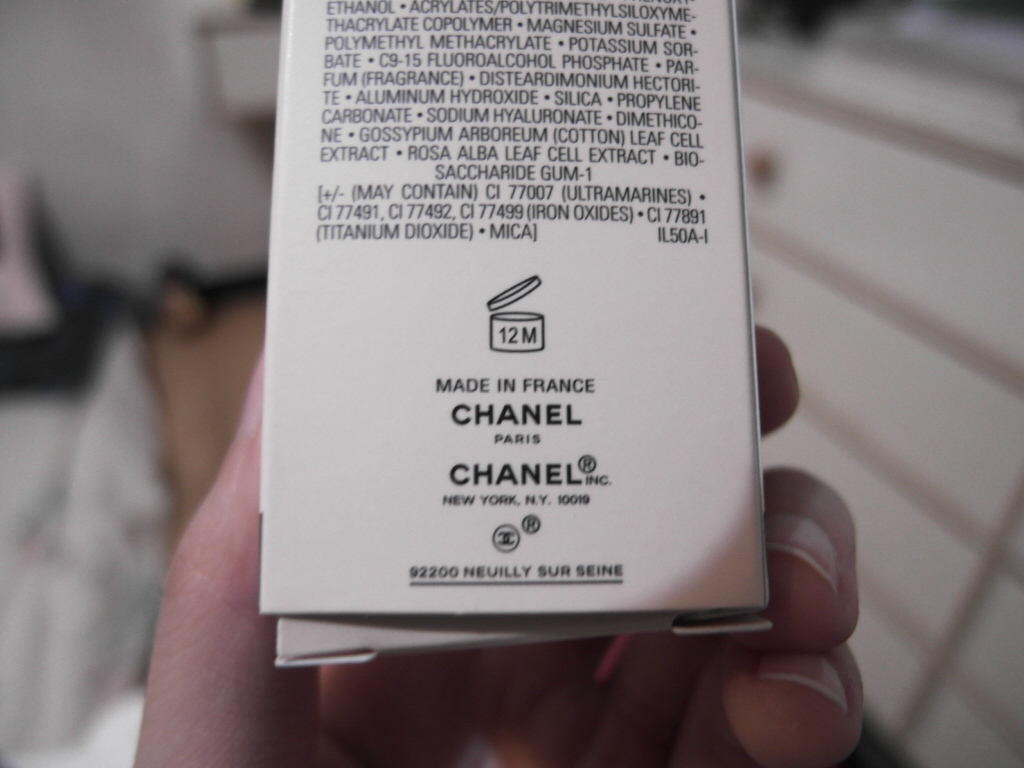 ETHANOL • ACRYLATES/POLYTRIMETHYLSILOXYME-
THACRYLATE COPOLYMER • MAGNESIUM SULFATE •
POLYMETHYL METHACRYLATE • POTASSIUM SOR-
BATE • C9-15 FLUOROALCOHOL PHOSPHATE • PAR-
FUM (FRAGRANCE) • DISTEARDIMONIUM HECTORI-
TE • ALUMINUM HYDROXIDE • SILICA • PROPYLENE
CARBONATE • SODIUM HYALURONATE • DIMETHICO-
NE • GOSSYPIUM ARBOREUM (COTTON) LEAF CELL
EXTRACT • ROSA ALBA LEAF CELL EXTRACT • BIO-
SACCHARIDE GUM-1
[+/- (MAY CONTAIN) CI 77007 (ULTRAMARINES) •
CI 77491, CI 77492, CI 77499 (IRON OXIDES) • CI 77891
(TITANIUM DIOXIDE) • MICA] IL50A-I
12 M
MADE IN FRANCE
CHANEL
PARIS
CHANEL® INC.
NEW YORK, N.Y. 10019
®
92200 NEUILLY SUR SEINE